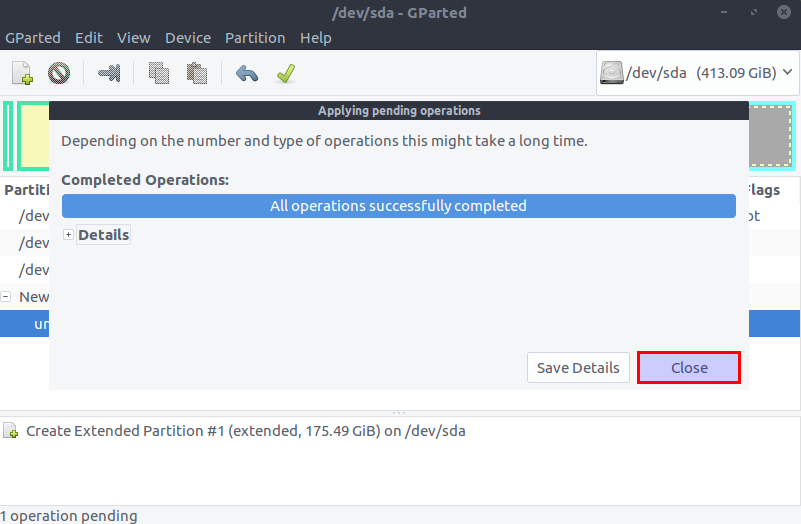 /dev/sda - GParted
GParted Edit View Device Partition Help
/dev/sda (413.09 GiB)
Applying pending operations
Depending on the number and type of operations this might take a long time.
Completed Operations:
All operations successfully completed
Details
Partiti
Flags
/dev
ot
/dev
/dev
New
un
Save Details
Close
Create Extended Partition #1 (extended, 175.49 GiB) on /dev/sda
1 operation pending